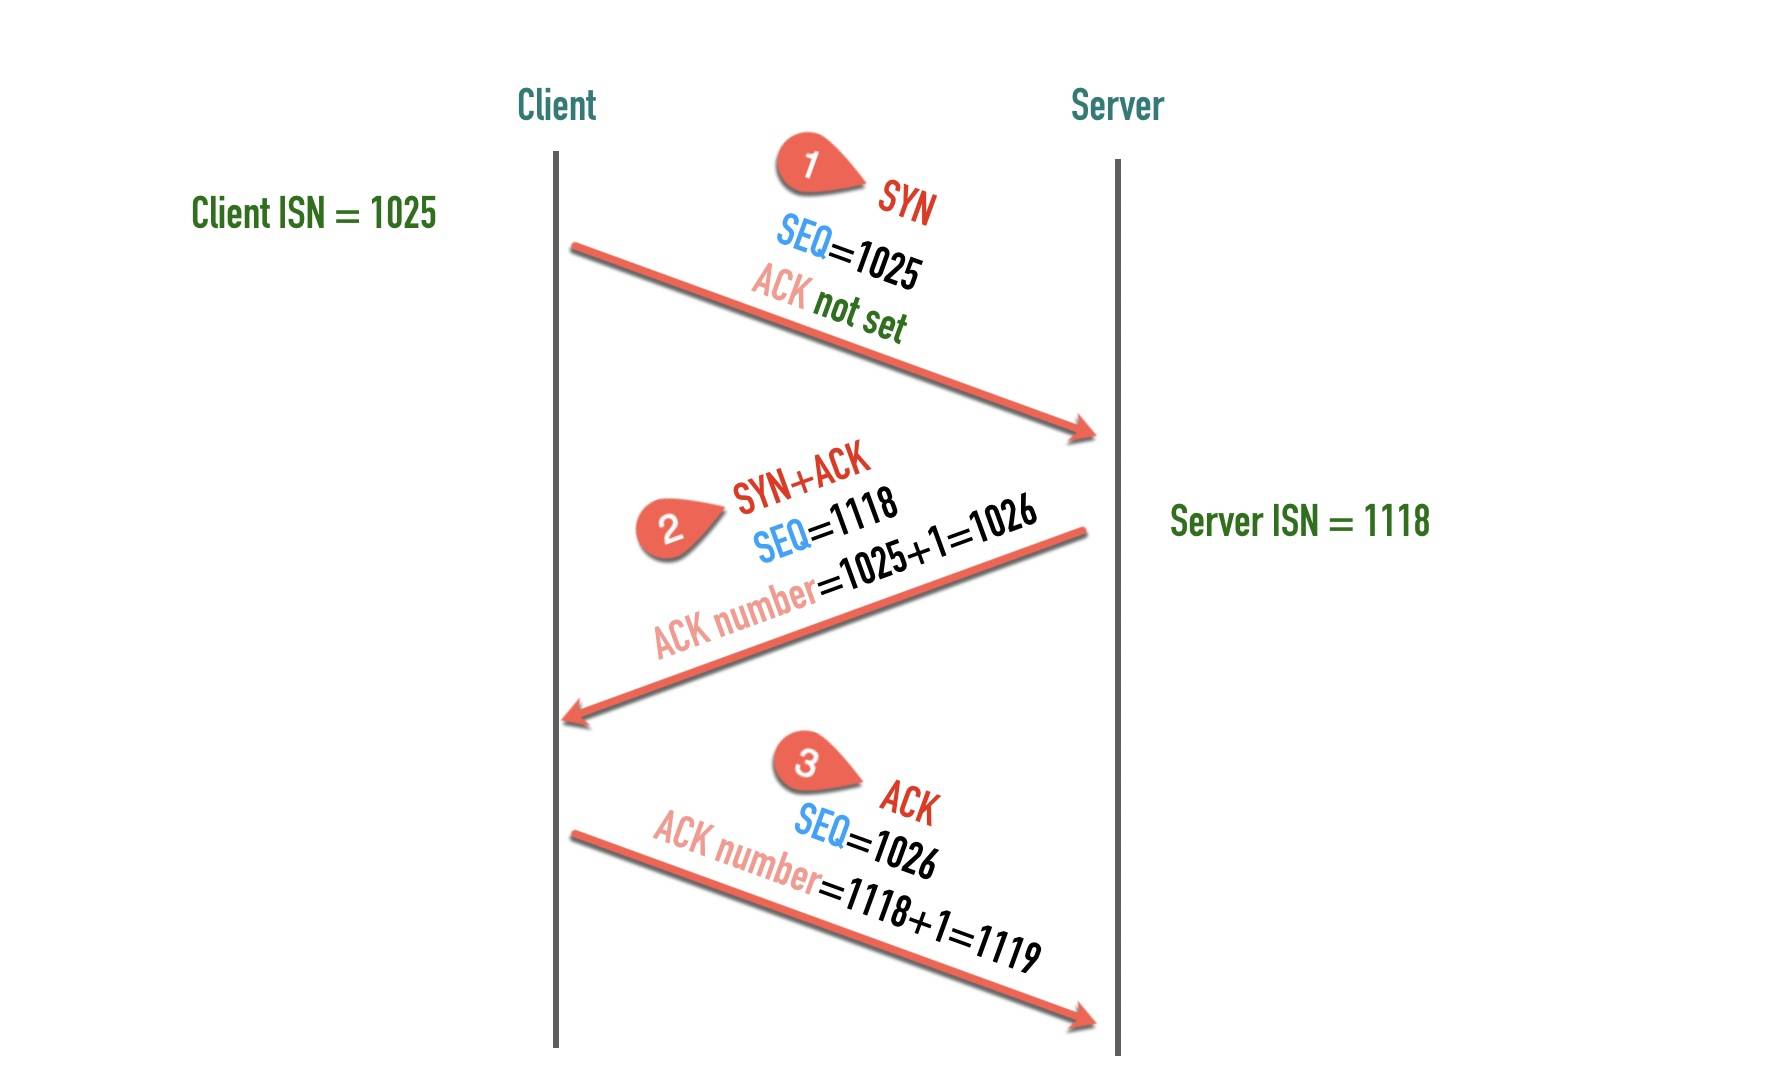 Client
Server
Client ISN = 1025
1
SYN
SEQ=1025
ACK not set
2
SYN+ACK
SEQ=1118
ACK number=1025+1=1026
Server ISN = 1118
3
ACK
SEQ=1026
ACK number=1118+1=1119